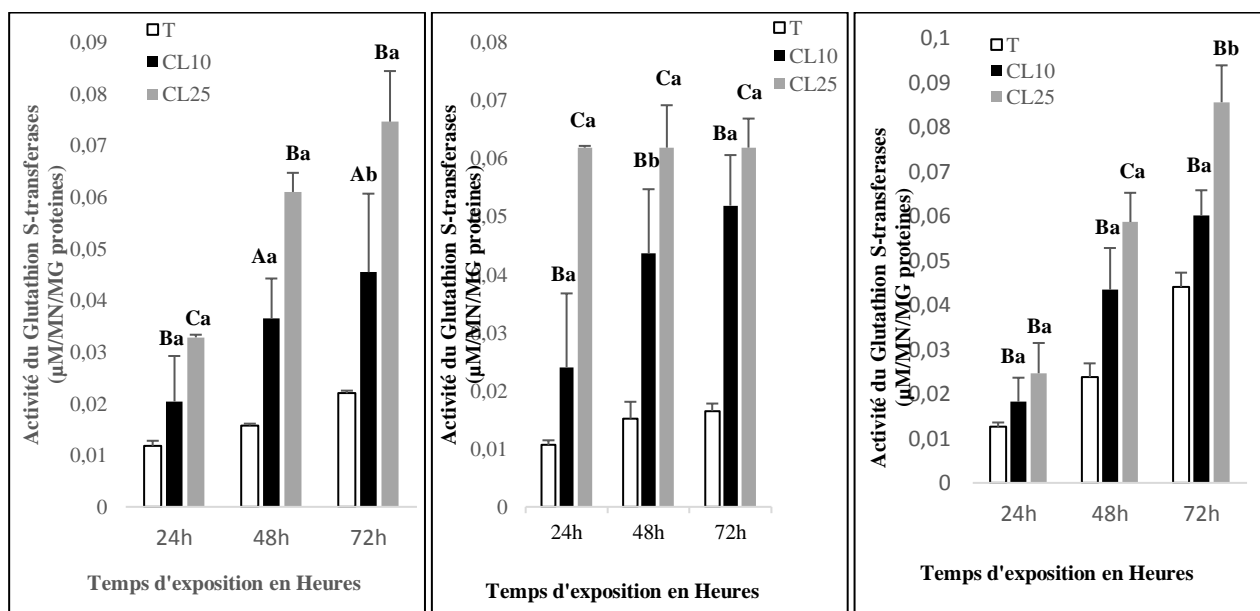 Activité du Glutathion S-transferases
(µM/MN/MG proteines)
0,09
0,08
0,07
0,06
0,05
0,04
0,03
0,02
0,01
0
T
CL10
CL25
Ba
Ca
Aa
Ba
Ab
Ba
24h
48h
72h
Temps d'exposition en Heures
Activité du Glutathion S-transferases
(µM/MN/MG proteines)
0,08
0,07
0,06
0,05
0,04
0,03
0,02
0,01
0
T
CL10
CL25
Ba
Ca
Bb
Ca
Ba
Ca
24h
48h
72h
Temps d'exposition en Heures
Activité du Glutathion S-transferases
(µM/MN/MG proteines)
0,1
0,09
0,08
0,07
0,06
0,05
0,04
0,03
0,02
0,01
0
T
CL10
CL25
Ba
Ba
Ba
Ca
Ba
Bb
24h
48h
72h
Temps d'exposition en Heures